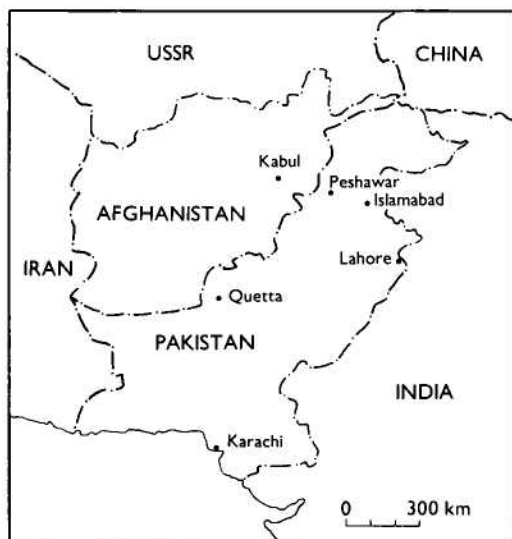 USSR
CHINA
Kabul
Peshawar
Islamabad
AFGHANISTAN
Lahore
IRAN
Quetta
PAKISTAN
INDIA
Karachi
0 300 km